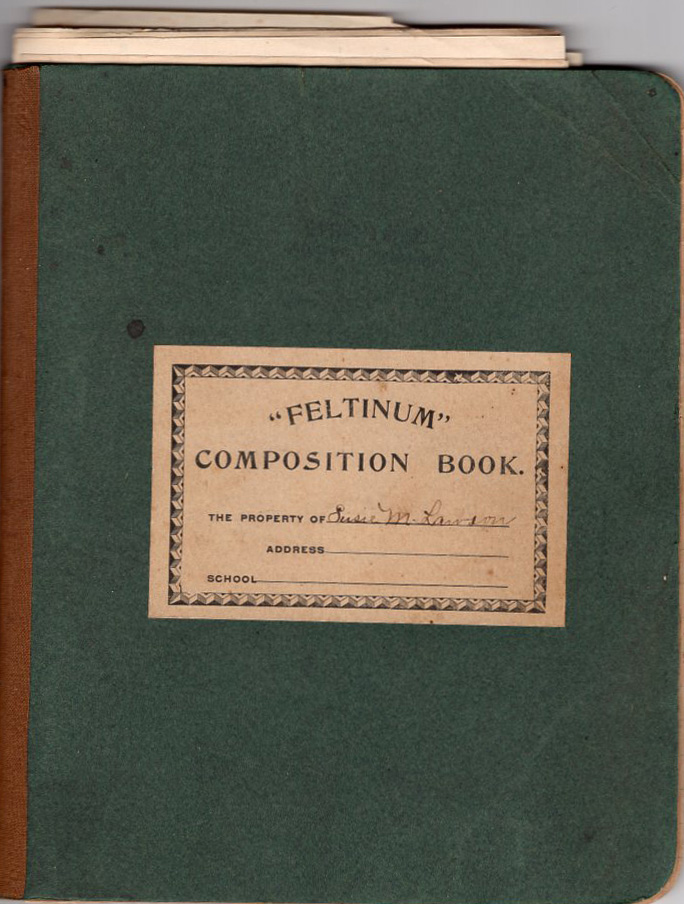 “FELTINUM”
COMPOSITION BOOK.
THE PROPERTY OF Susie M. Lawson
ADDRESS
SCHOOL